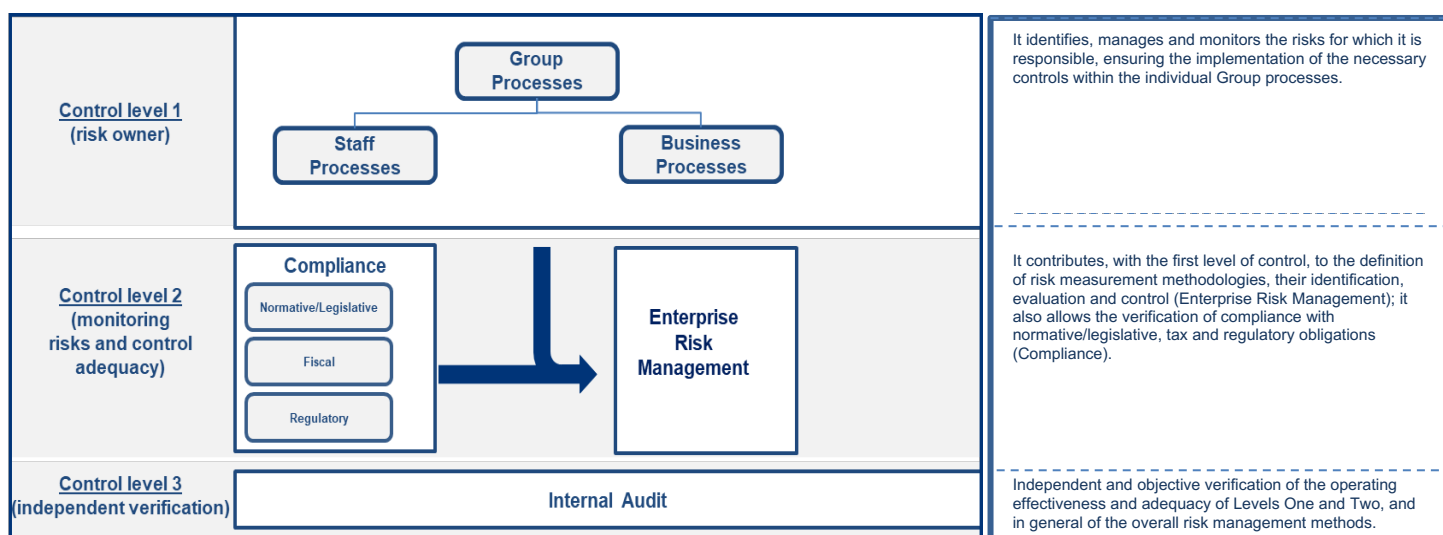 Control level 1
(risk owner)
Group
Processes
Staff
Processes
Business
Processes
It identifies, manages and monitors the risks for which it is
responsible, ensuring the implementation of the necessary
controls within the individual Group processes.
Control level 2
(monitoring
risks and control
adequacy)
Compliance
Normative/Legislative
Fiscal
Regulatory
Enterprise
Risk
Management
It contributes, with the first level of control, to the definition
of risk measurement methodologies, their identification,
evaluation and control (Enterprise Risk Management); it
also allows the verification of compliance with
normative/legislative, tax and regulatory obligations
(Compliance).
Control level 3
(independent verification)
Internal Audit
Independent and objective verification of the operating
effectiveness and adequacy of Levels One and Two, and
in general of the overall risk management methods.